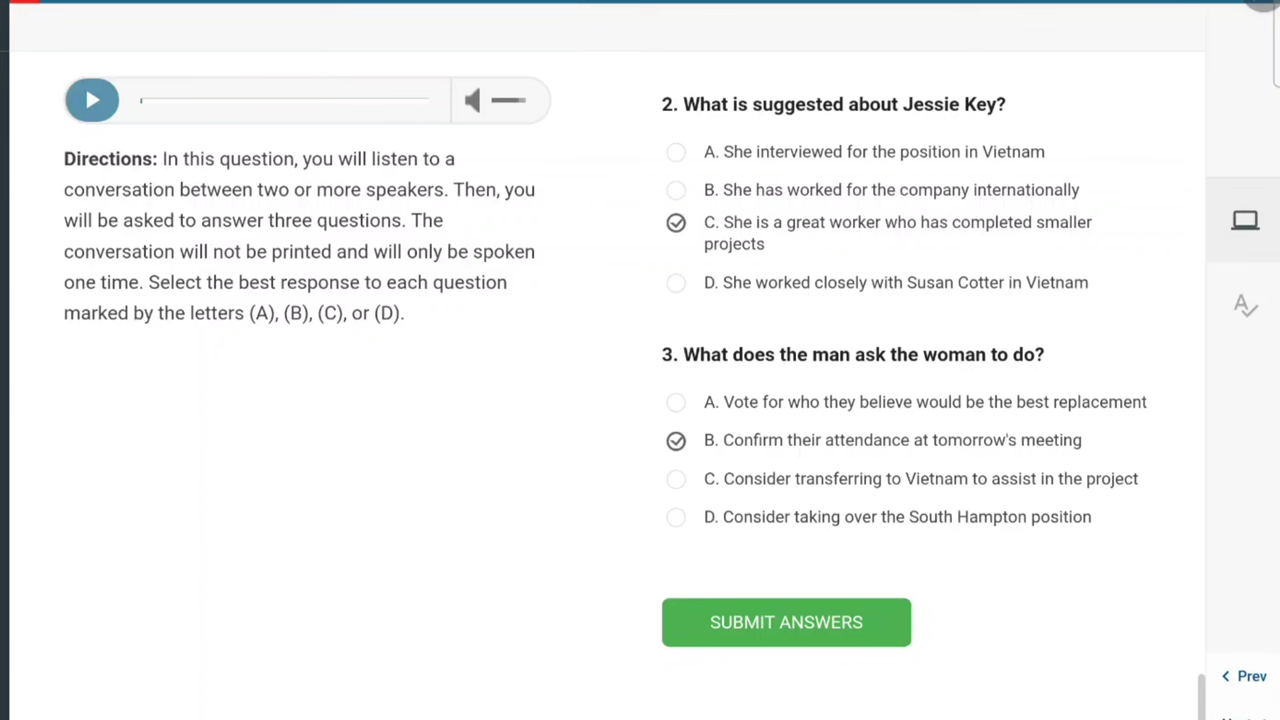 Directions: In this question, you will listen to a
conversation between two or more speakers. Then, you
will be asked to answer three questions. The
conversation will not be printed and will only be spoken
one time. Select the best response to each question
marked by the letters (A), (B), (C), or (D).
2. What is suggested about Jessie Key?
A. She interviewed for the position in Vietnam
B. She has worked for the company internationally
C. She is a great worker who has completed smaller
projects
D. She worked closely with Susan Cotter in Vietnam
3. What does the man ask the woman to do?
A. Vote for who they believe would be the best replacement
B. Confirm their attendance at tomorrow's meeting
C. Consider transferring to Vietnam to assist in the project
D. Consider taking over the South Hampton position
SUBMIT ANSWERS
Prev